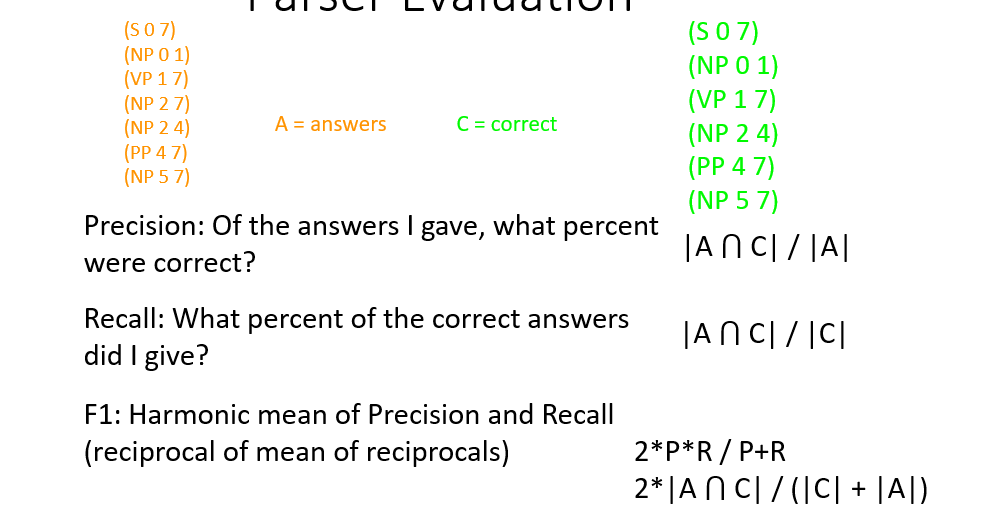 Parser Evaluation
(S 0 7)
(NP 0 1)
(VP 1 7)
(NP 2 7)
(NP 2 4)
(PP 4 7)
(NP 5 7)
A = answers
C = correct
(S 0 7)
(NP 0 1)
(VP 1 7)
(NP 2 4)
(PP 4 7)
(NP 5 7)
Precision: Of the answers I gave, what percent
were correct?
|A ⋂ C| / |A|
Recall: What percent of the correct answers
did I give?
|A ⋂ C| / |C|
F1: Harmonic mean of Precision and Recall
(reciprocal of mean of reciprocals)
2*P*R / P+R
2*|A ⋂ C| / (|C| + |A|)